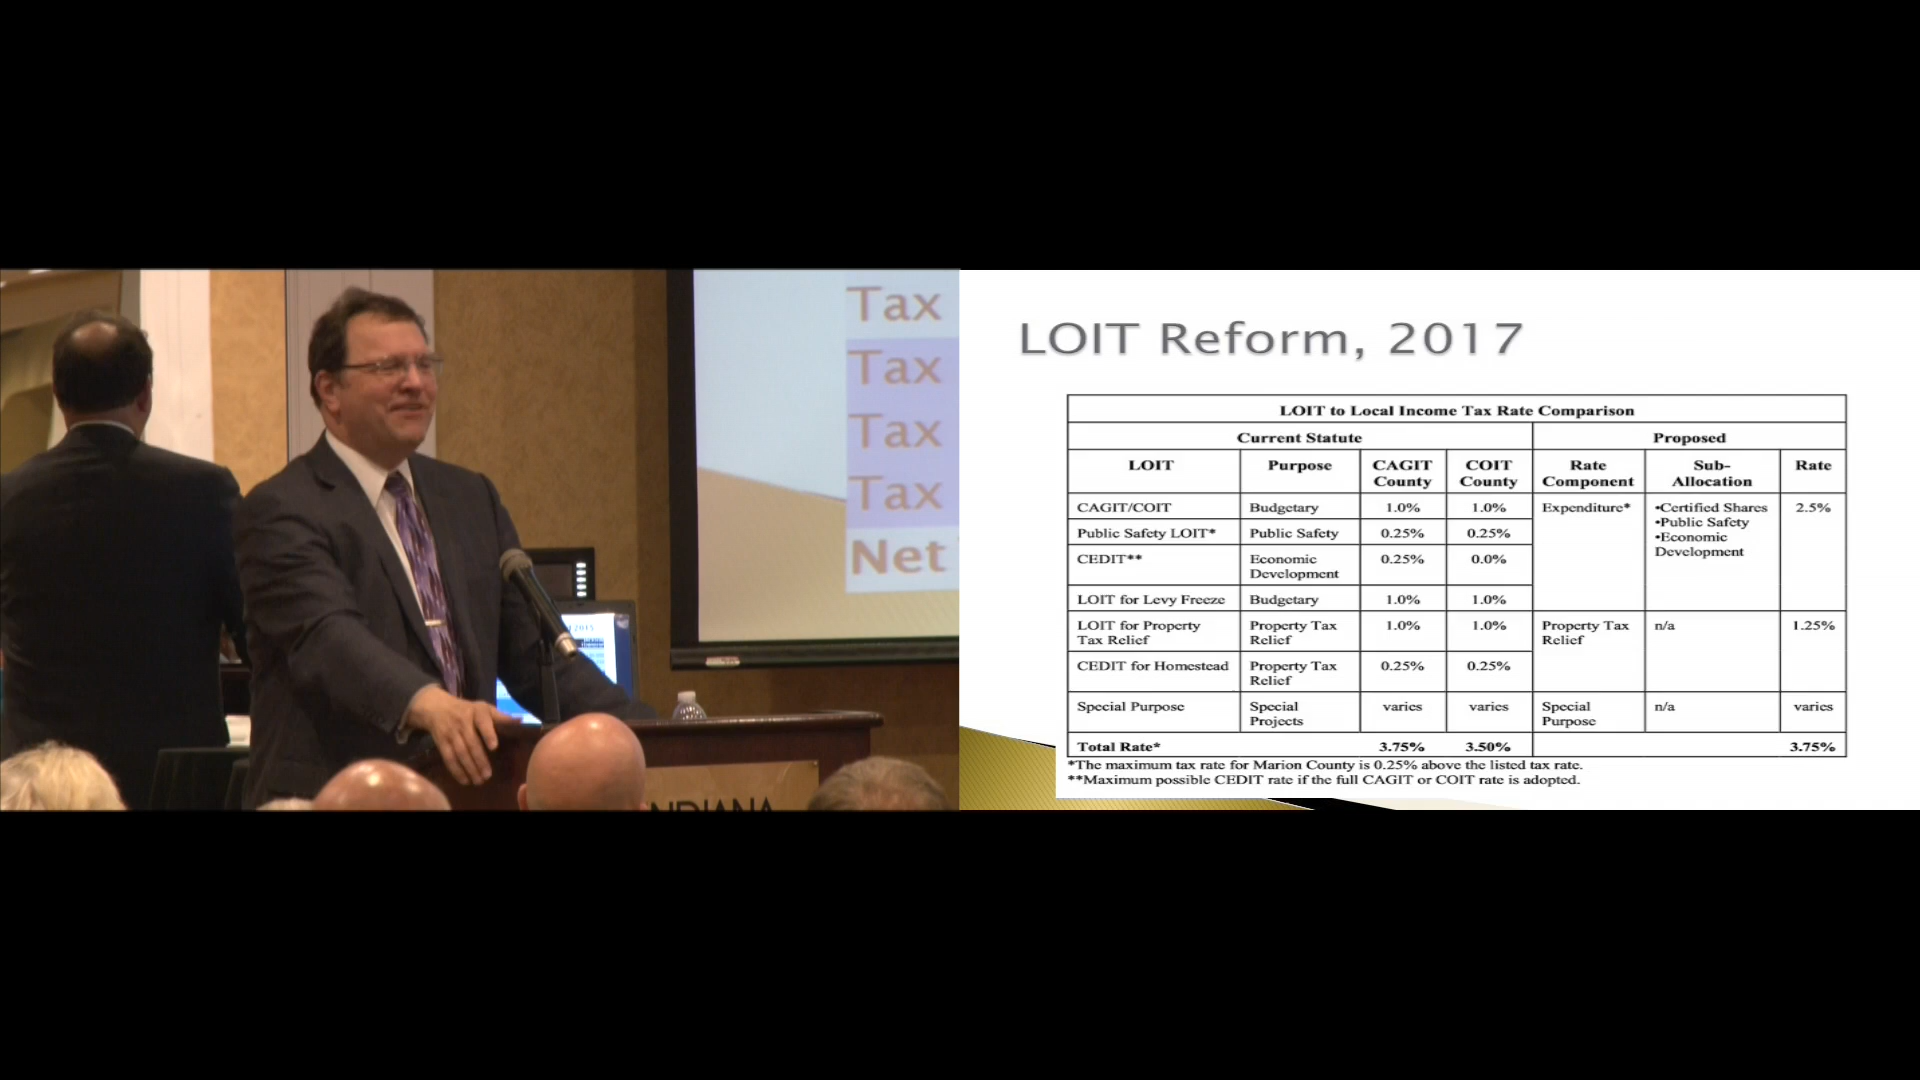 Tax
Tax
Tax
Tax
Net
2015
LOIT Reform, 2017
LOIT to Local Income Tax Rate Comparison
Current Statute Proposed
LOIT Purpose CAGIT County COIT County Rate Component Sub-Allocation Rate
CAGIT/COIT Budgetary 1.0% 1.0% Expenditure* •Certified Shares 2.5%
•Public Safety
•Economic
Development
Public Safety LOIT* Public Safety 0.25% 0.25%
CEDIT** Economic Development 0.25% 0.0%
LOIT for Levy Freeze Budgetary 1.0% 1.0%
LOIT for Property Tax Relief Property Tax Relief 1.0% 1.0% Property Tax Relief n/a 1.25%
CEDIT for Homestead Property Tax Relief 0.25% 0.25%
Special Purpose Special Projects varies varies Special Purpose n/a varies
Total Rate* 3.75% 3.50% 3.75%
*The maximum tax rate for Marion County is 0.25% above the listed tax rate.
**Maximum possible CEDIT rate if the full CAGIT or COIT rate is adopted.
INDIANA